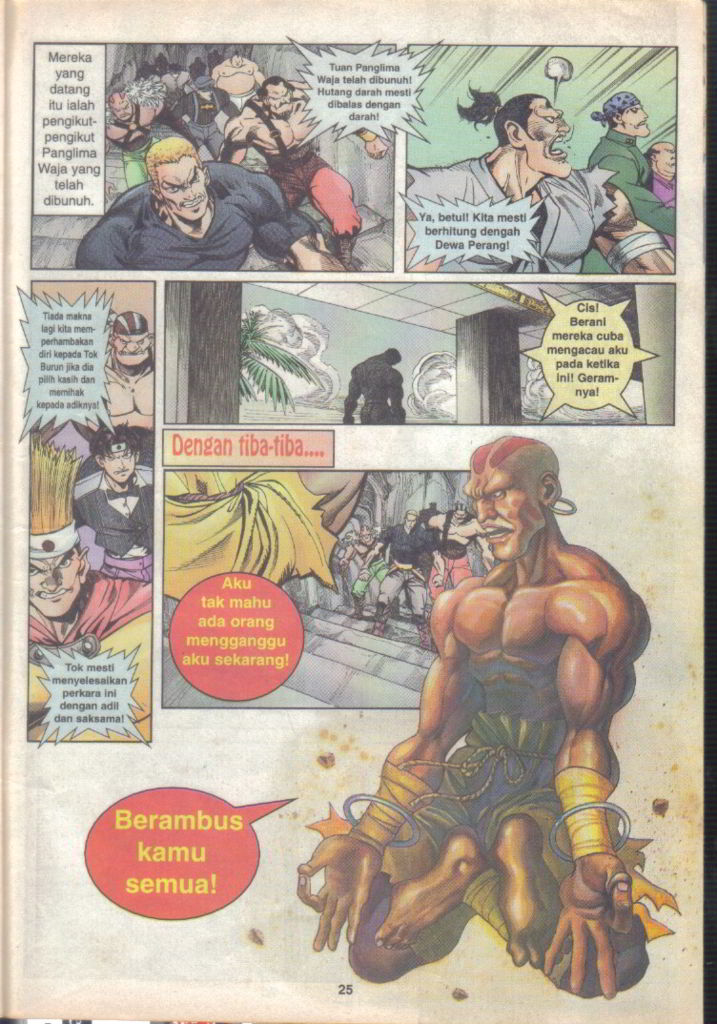 Mereka
yang
datang
itu ialah
pengikut-
pengikut
Panglima
Waja yang
telah
dibunuh.
Tuan Panglima
Waja telah dibunuh!
Hutang darah mesti
dibalas dengan
darah!
Ya, betul! Kita mesti
berhitung dengah
Dewa Perang!
Tiada makna
lagi kita mem-
perhambakan
diri kepada Tok
Burun jika dia
pilih kasih dan
memihak
kepada adiknya!
Tok mesti
menyelesaikan
perkara ini
dengan adil
dan saksama!
Cis!
Berani
mereka cuba
mengacau aku
pada ketika
ini! Geram-
nya!
Dengan tiba-tiba....
Aku
tak mahu
ada orang
mengganggu
aku sekarang!
Berambus
kamu
semua!
25